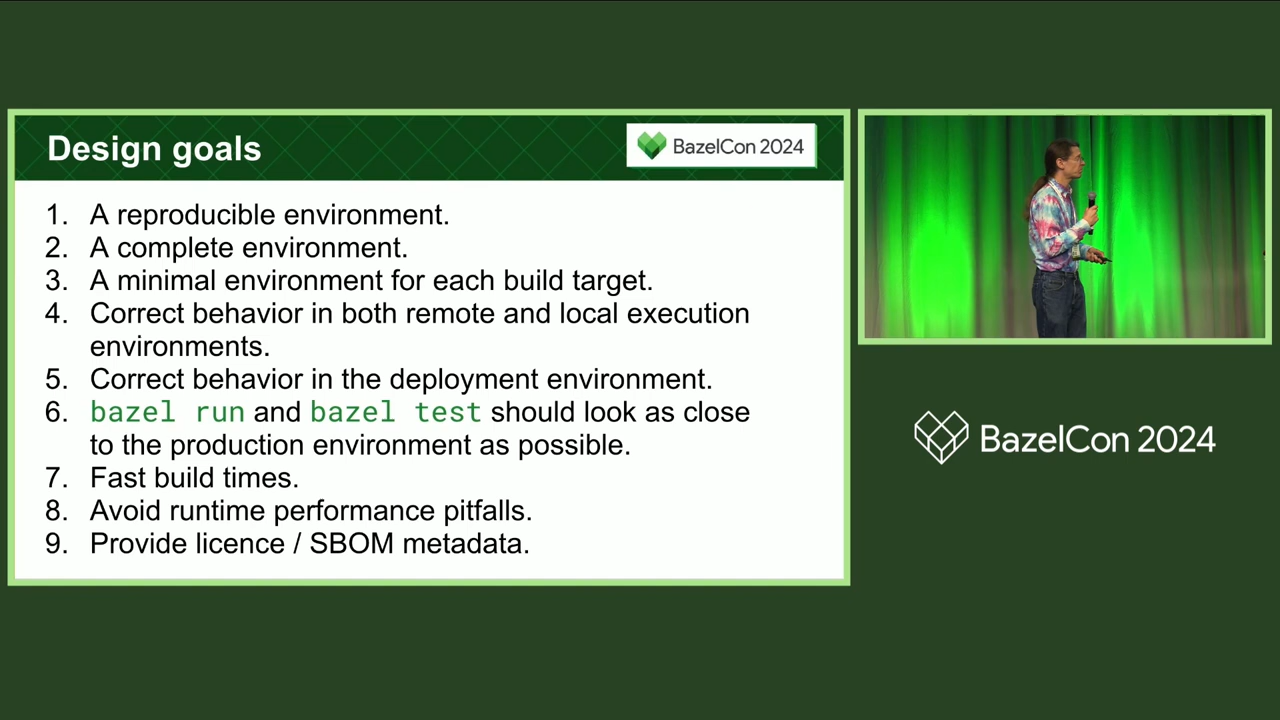 Design goals
BazelCon 2024
1. A reproducible environment.
2. A complete environment.
3. A minimal environment for each build target.
4. Correct behavior in both remote and local execution
environments.
5. Correct behavior in the deployment environment.
6. bazel run and bazel test should look as close
to the production environment as possible.
7. Fast build times.
8. Avoid runtime performance pitfalls.
9. Provide licence / SBOM metadata.
BazelCon 2024